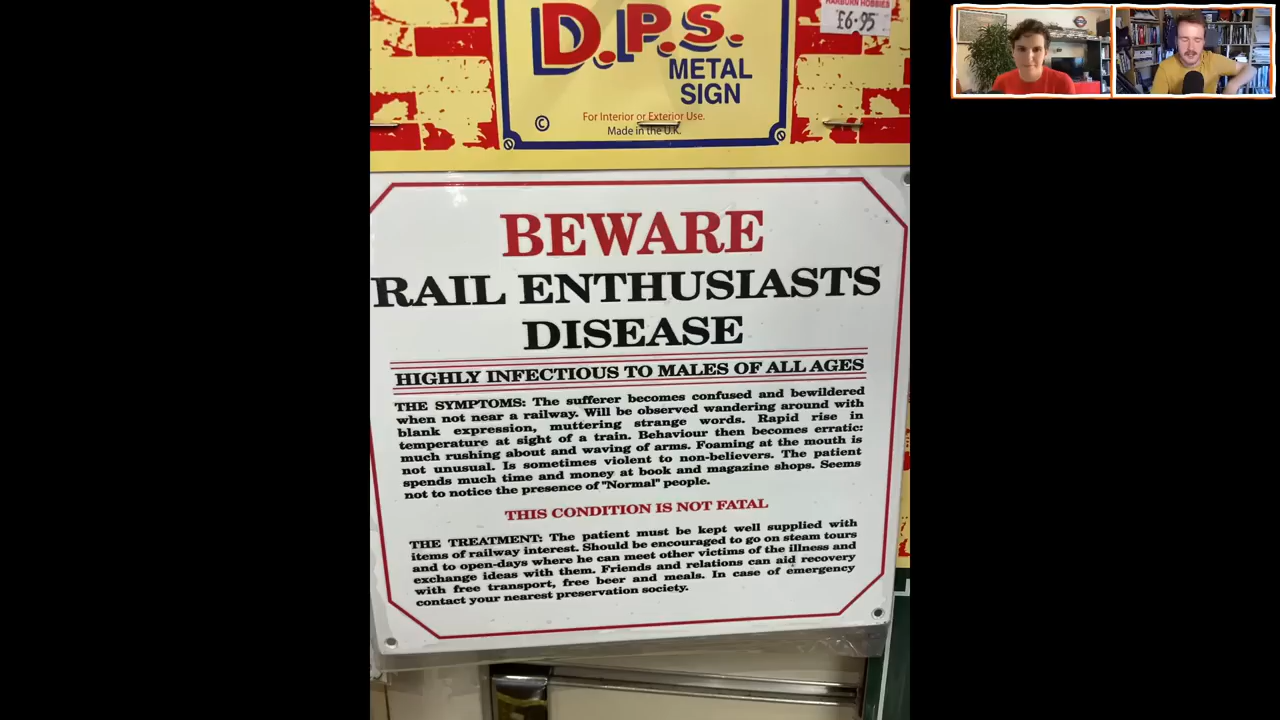 HARBURN HOBBIES
£6.95
D.P.S.
METAL
SIGN
© For Interior or Exterior Use.
Made in the U.K.
BEWARE
RAIL ENTHUSIASTS
DISEASE
HIGHLY INFECTIOUS TO MALES OF ALL AGES
THE SYMPTOMS: The sufferer becomes confused and bewildered
when not near a railway. Will be observed wandering around with
blank expression, muttering strange words. Rapid rise in
temperature at sight of a train. Behaviour then becomes erratic:
much rushing about and waving of arms. Foaming at the mouth is
not unusual. Is sometimes violent to non-believers. The patient
spends much time and money at book and magazine shops. Seems
not to notice the presence of "Normal" people.
THIS CONDITION IS NOT FATAL
THE TREATMENT: The patient must be kept well supplied with
items of railway interest. Should be encouraged to go on steam tours
and to open-days where he can meet other victims of the illness and
exchange ideas with them. Friends and relations can aid recovery
with free transport, free beer and meals. In case of emergency
contact your nearest preservation society.